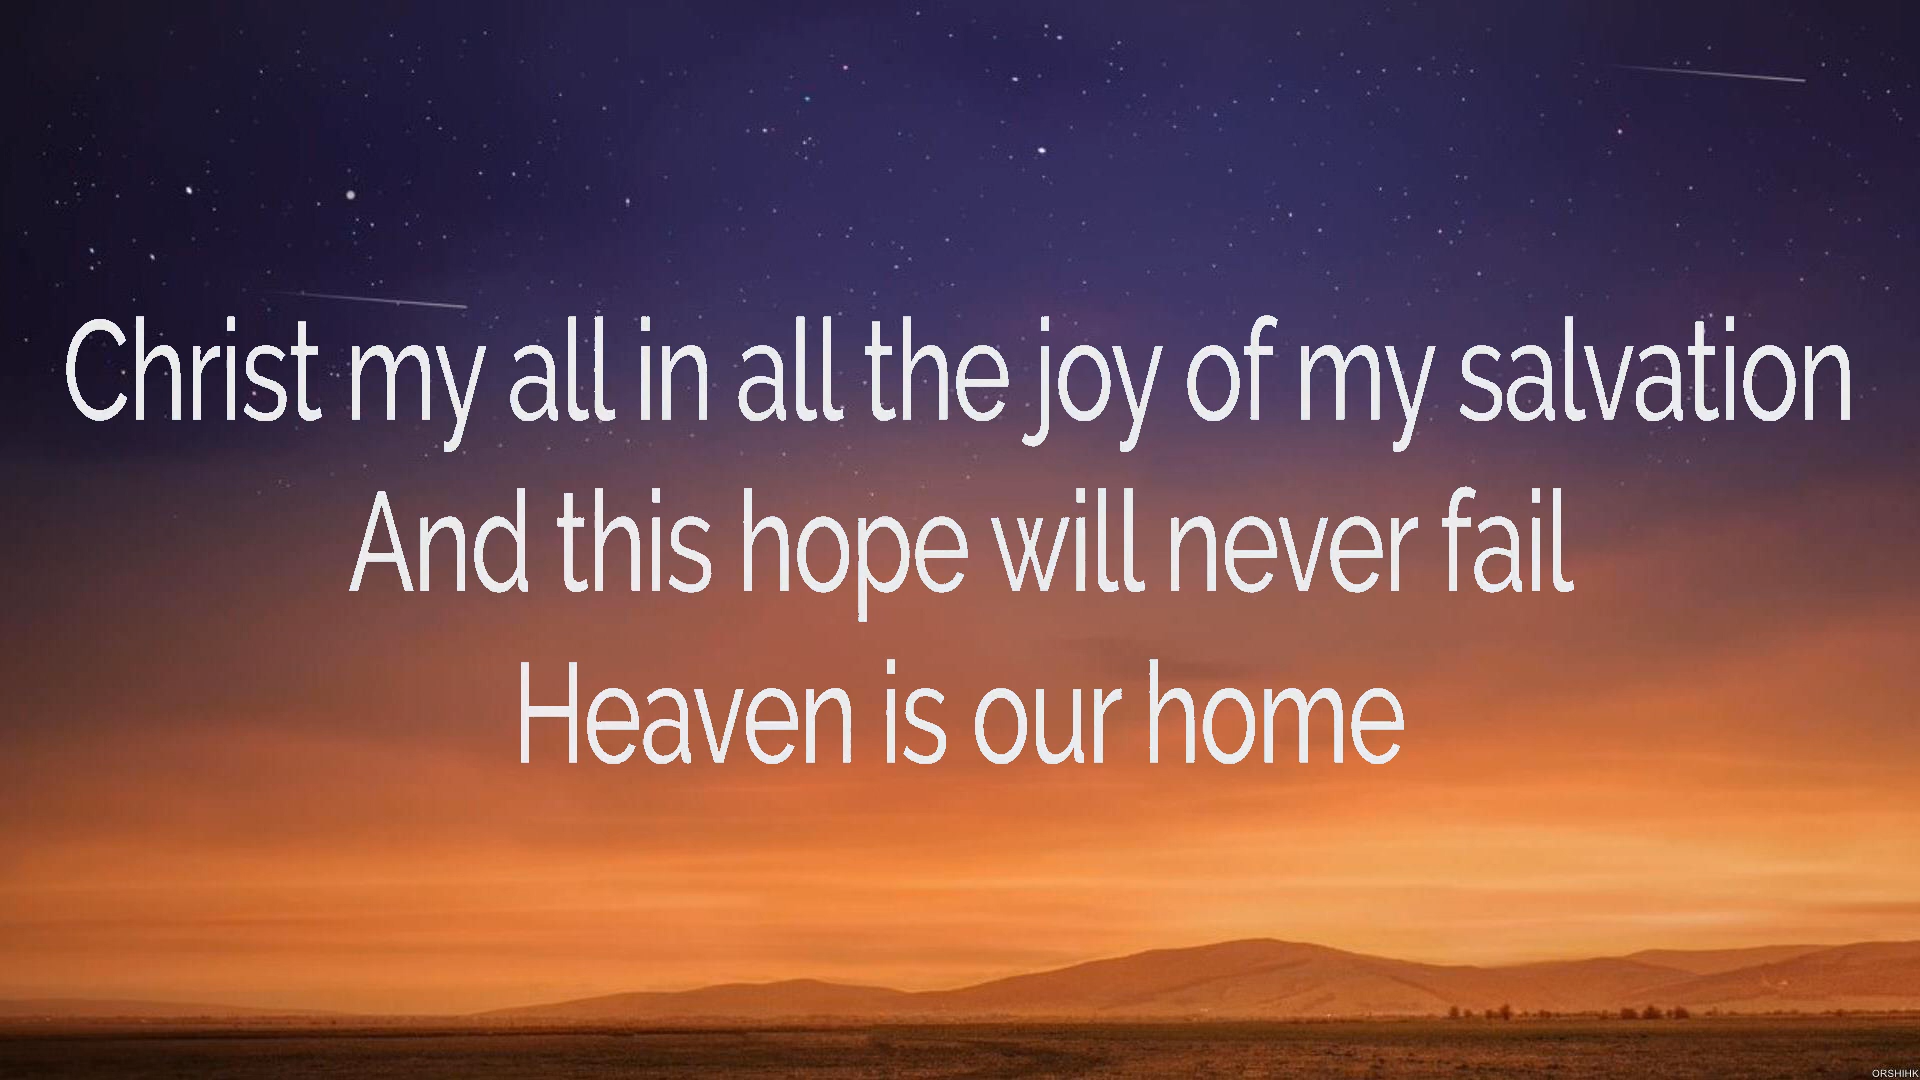 Christ my all in all the joy of my salvation
And this hope will never fail
Heaven is our home
ORSHIHK